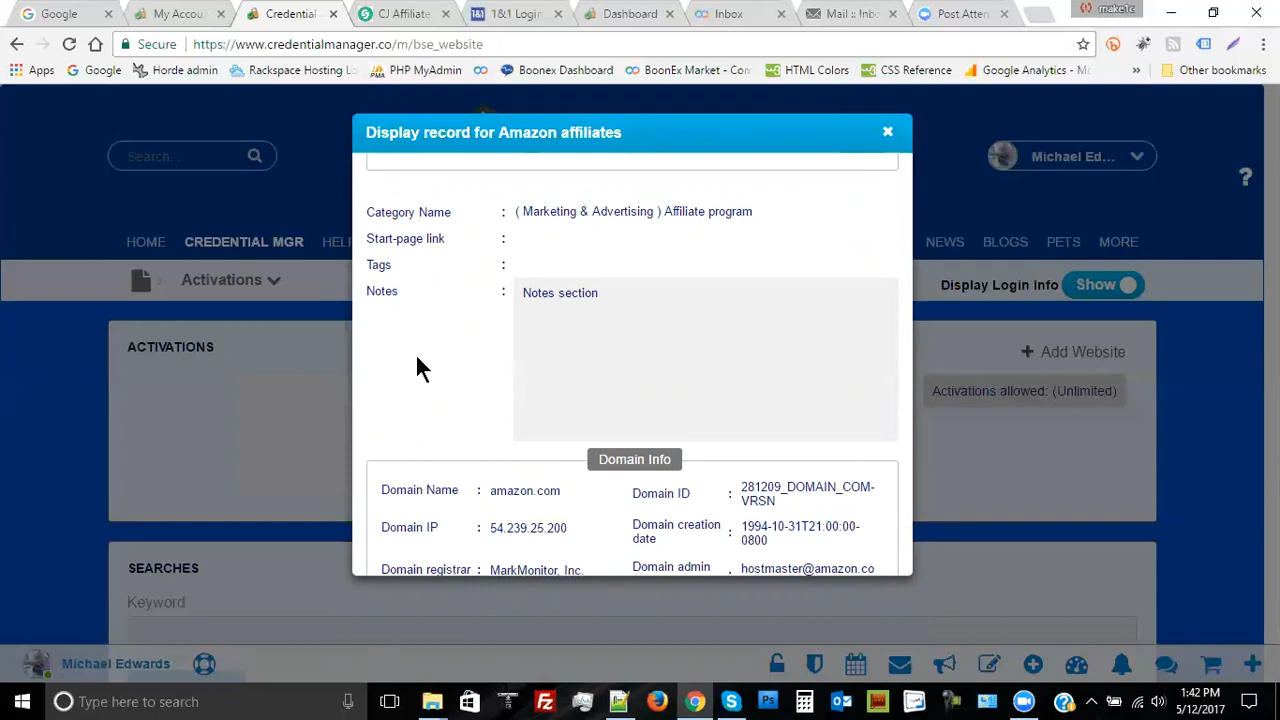 Google
My Accou
Credential
CJ Affiliate
1&1 Login
Dashboard
Inbox
Mail :: Inbo
Post Atten
make1c
Secure
https://www.credentialmanager.co/m/bse_website
Apps
Google
Horde admin
Rackspace Hosting Lo
PHP MyAdmin
Boonex Dashboard
BoonEx Market - Con
HTML Colors
CSS Reference
Google Analytics - Mo
»
Other bookmarks
Search...
Michael Ed...
?
HOME
CREDENTIAL MGR
HELP
NEWS
BLOGS
PETS
MORE
Activations
Display Login Info
Show
ACTIVATIONS
+ Add Website
Activations allowed: (Unlimited)
SEARCHES
Keyword
Display record for Amazon affiliates
Category Name : ( Marketing & Advertising ) Affiliate program
Start-page link :
Tags :
Notes : Notes section
Domain Info
Domain Name : amazon.com
Domain ID : 281209_DOMAIN_COM-
VRSN
Domain IP : 54.239.25.200
Domain creation
date : 1994-10-31T21:00:00-
0800
Domain registrar : MarkMonitor, Inc.
Domain admin : hostmaster@amazon.co
Michael Edwards
Type here to search
1:42 PM
5/12/2017